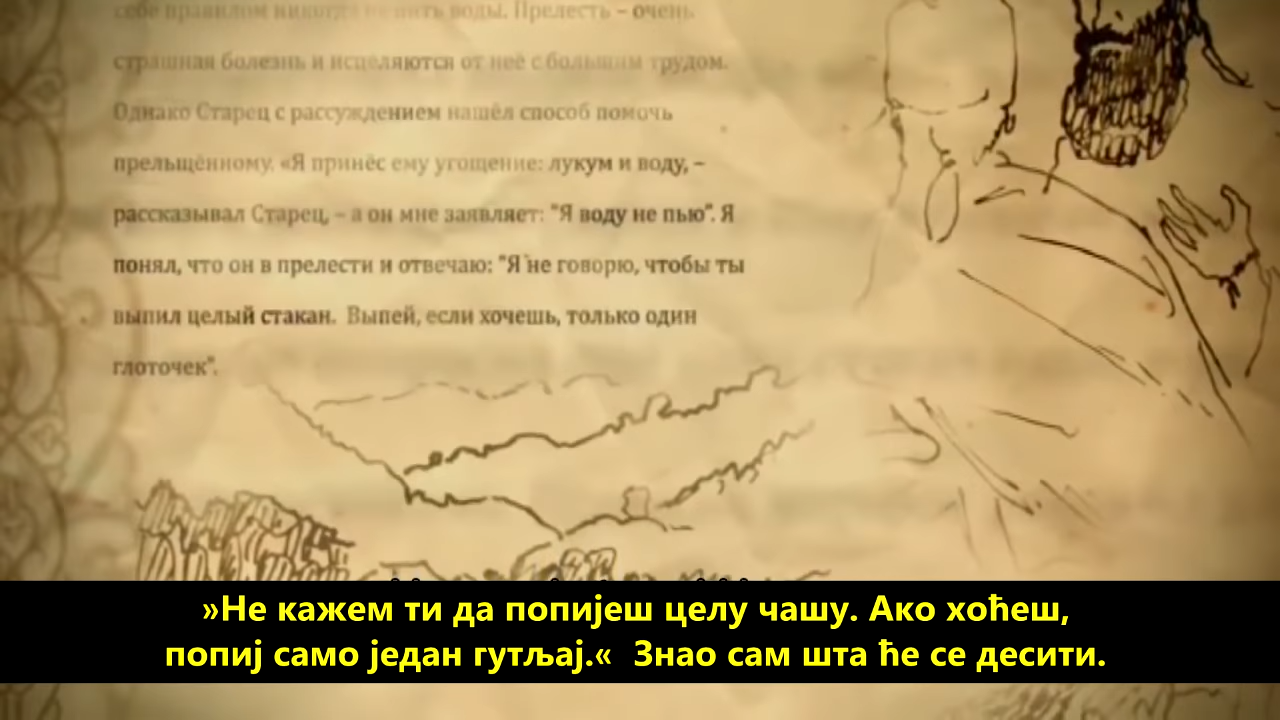 себе правилом никогда не пить воды. Прелесть – очень
страшная болезнь и исцеляются от неё с большим трудом.
Однако Старец с рассуждением нашёл способ помочь
прельщённому. «Я принёс ему угощение: лукум и воду, –
рассказывал Старец, – а он мне заявляет: "Я воду не пью". Я
понял, что он в прелести и отвечаю: "Я не говорю, чтобы ты
выпил целый стакан. Выпей, если хочешь, только один
глоточек".
»Не кажем ти да попијеш целу чашу. Ако хоћеш,
попиј само један гутљај.« Знао сам шта ће се десити.